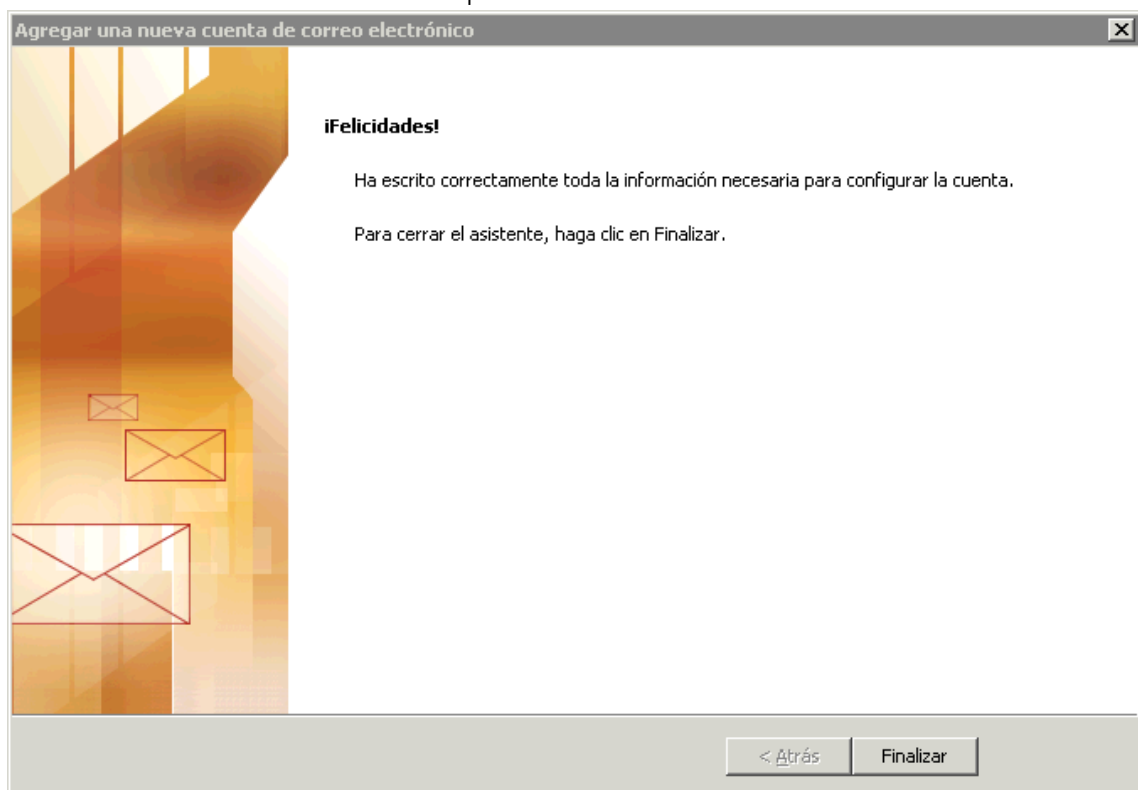 Agregar una nueva cuenta de correo electrónico
¡Felicidades!
Ha escrito correctamente toda la información necesaria para configurar la cuenta.
Para cerrar el asistente, haga clic en Finalizar.
< Atrás
Finalizar